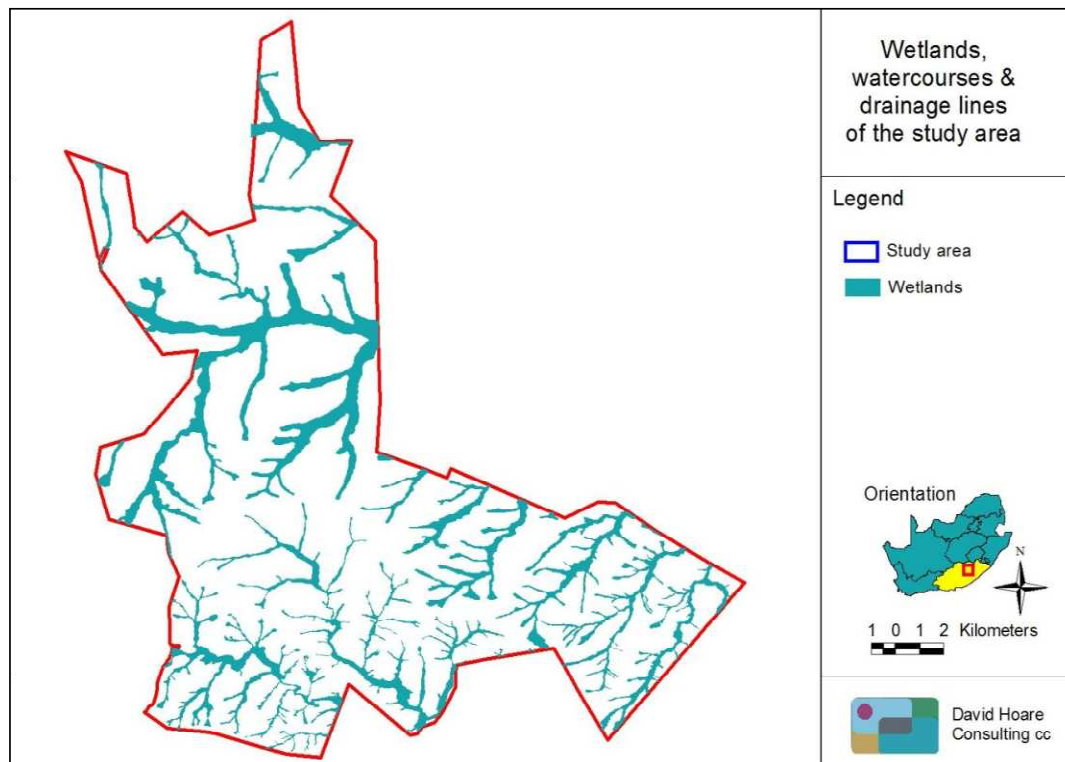 Wetlands,
watercourses &
drainage lines
of the study area
Legend
Study area
Wetlands
Orientation
N
1 0 1 2 Kilometers
David Hoare
Consulting cc